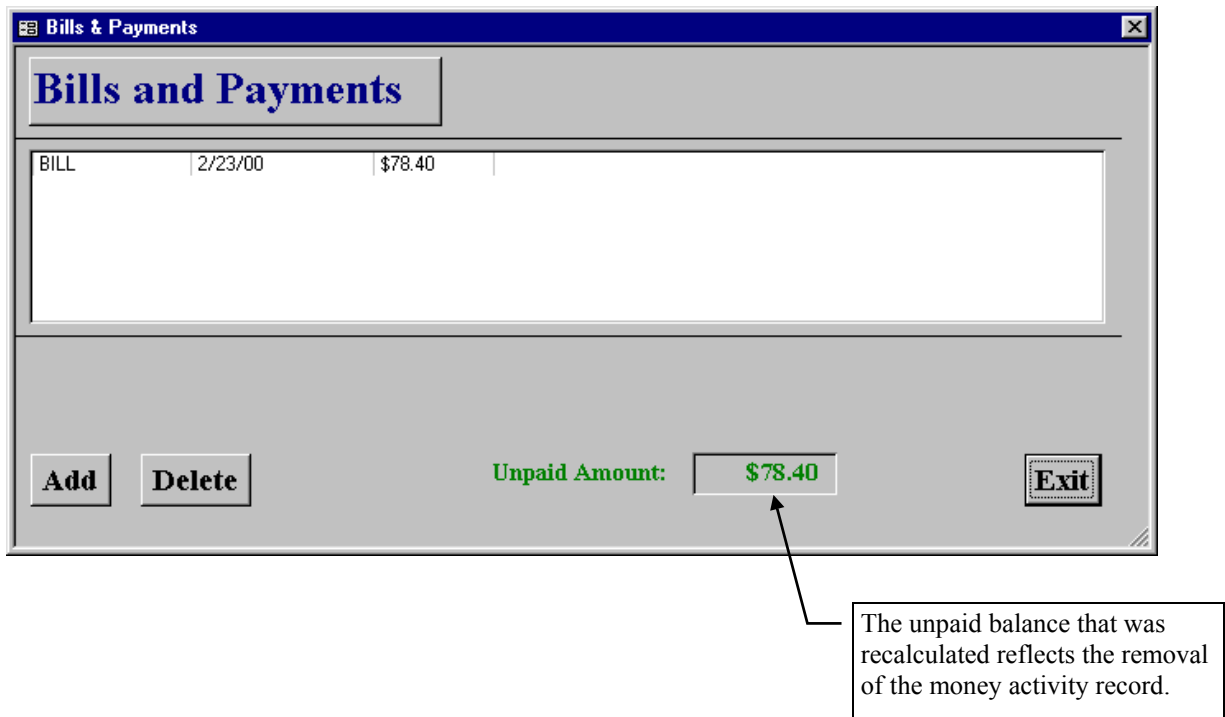 Bills & Payments
Bills and Payments
BILL 2/23/00 $78.40
Add Delete Unpaid Amount: $78.40 Exit
The unpaid balance that was
recalculated reflects the removal
of the money activity record.